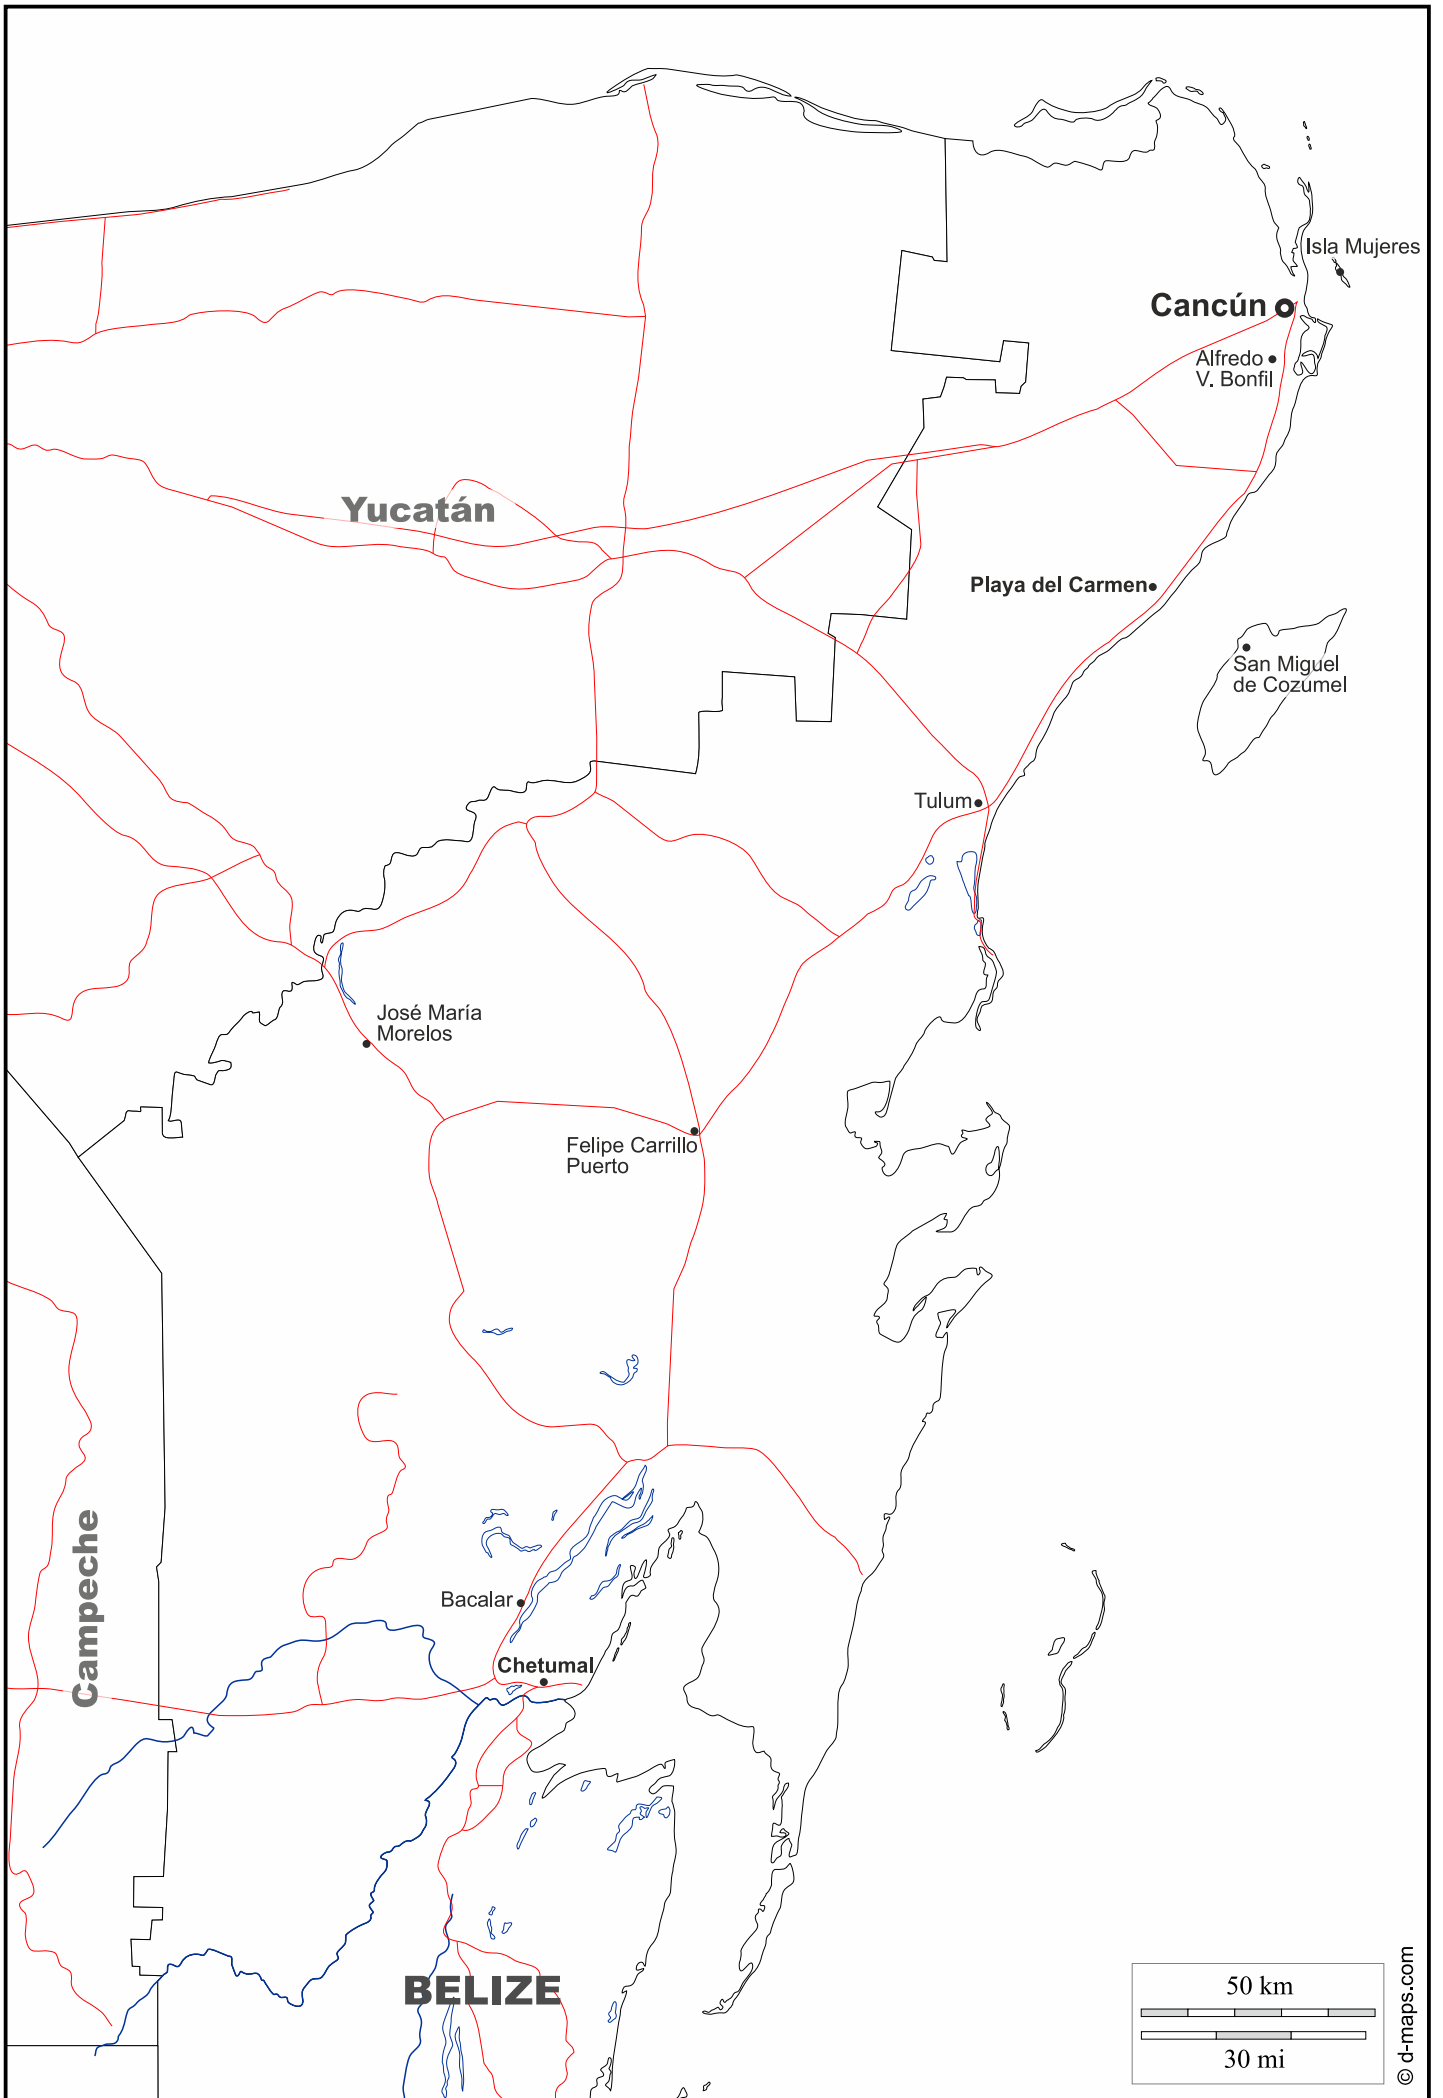 Isla Mujeres
Cancún
Alfredo
V. Bonfil
Yucatán
Playa del Carmen
San Miguel
de Cozumel
Tulum
José María
Morelos
Felipe Carrillo
Puerto
Campeche
Bacalar
Chetumal
BELIZE
50 km
30 mi
© d-maps.com